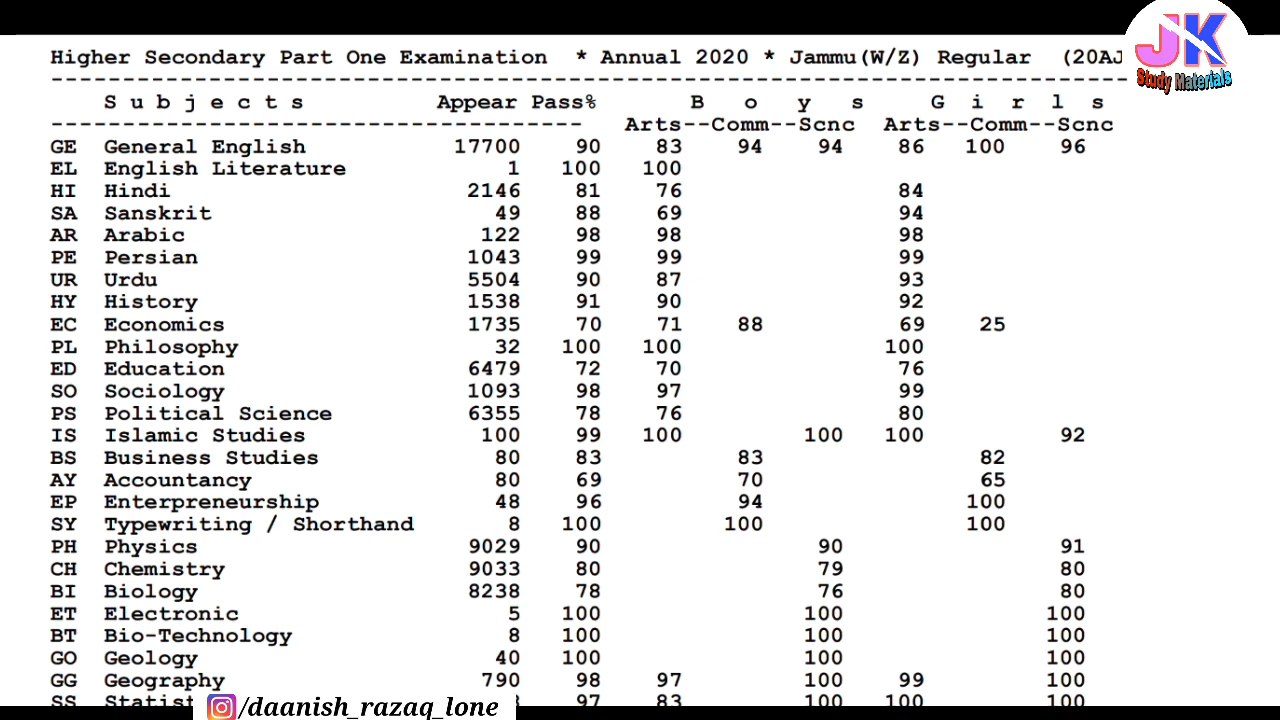 Higher Secondary Part One Examination * Annual 2020 * Jammu(W/Z) Regular (20AJ
JK
Study Materials
S u b j e c t s Appear Pass% B o y s G i r l s
Arts--Comm--Scnc Arts--Comm--Scnc
GE General English 17700 90 83 94 94 86 100 96
EL English Literature 1 100 100
HI Hindi 2146 81 76 84
SA Sanskrit 49 88 69 94
AR Arabic 122 98 98 98
PE Persian 1043 99 99 99
UR Urdu 5504 90 87 93
HY History 1538 91 90 92
EC Economics 1735 70 71 88 69 25
PL Philosophy 32 100 100 100
ED Education 6479 72 70 76
SO Sociology 1093 98 97 99
PS Political Science 6355 78 76 80
IS Islamic Studies 100 99 100 100 100 92
BS Business Studies 80 83 83 82
AY Accountancy 80 69 70 65
EP Enterpreneurship 48 96 94 100
SY Typewriting / Shorthand 8 100 100 100
PH Physics 9029 90 90 91
CH Chemistry 9033 80 79 80
BI Biology 8238 78 76 80
ET Electronic 5 100 100 100
BT Bio-Technology 8 100 100 100
GO Geology 40 100 100 100
GG Geography 790 98 97 100 99 100
SS Statist 97 83 100 100 100
/daanish_razaq_lone